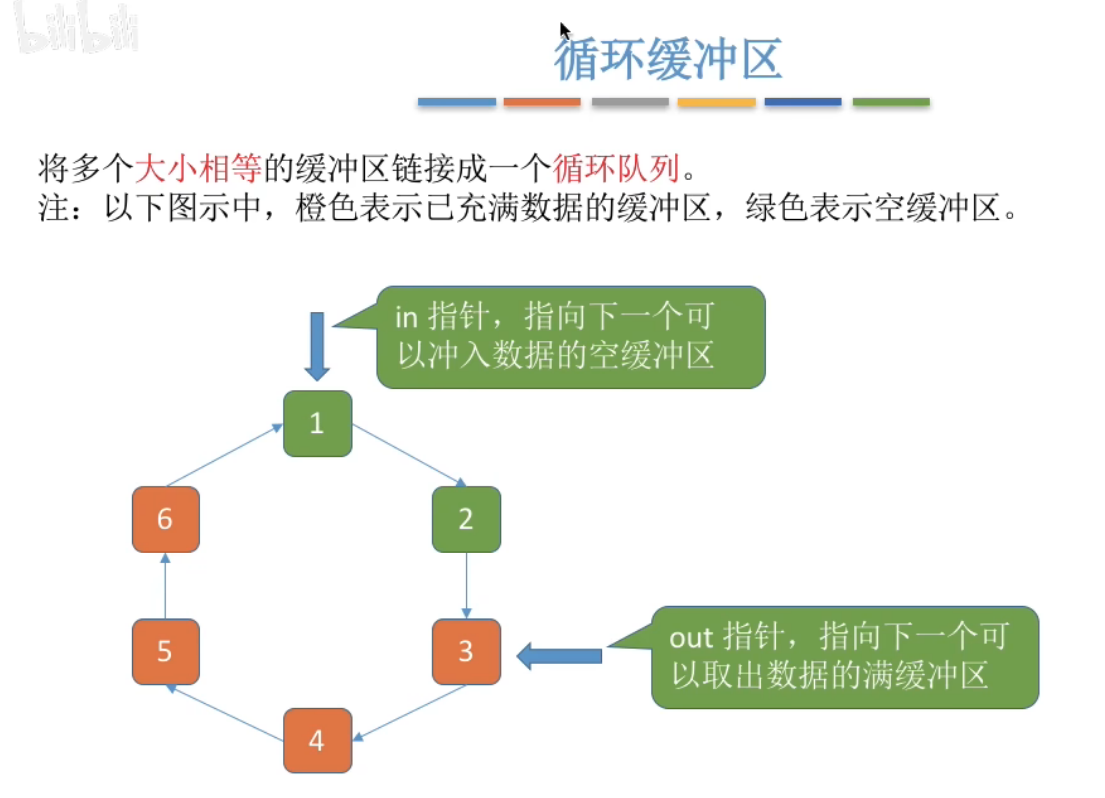 bilibili
循环缓冲区
将多个大小相等的缓冲区链接成一个循环队列。
注：以下图示中，橙色表示已充满数据的缓冲区，绿色表示空缓冲区。
in 指针，指向下一个可
以冲入数据的空缓冲区
1
6
2
5
3
out 指针，指向下一个可
以取出数据的满缓冲区
4